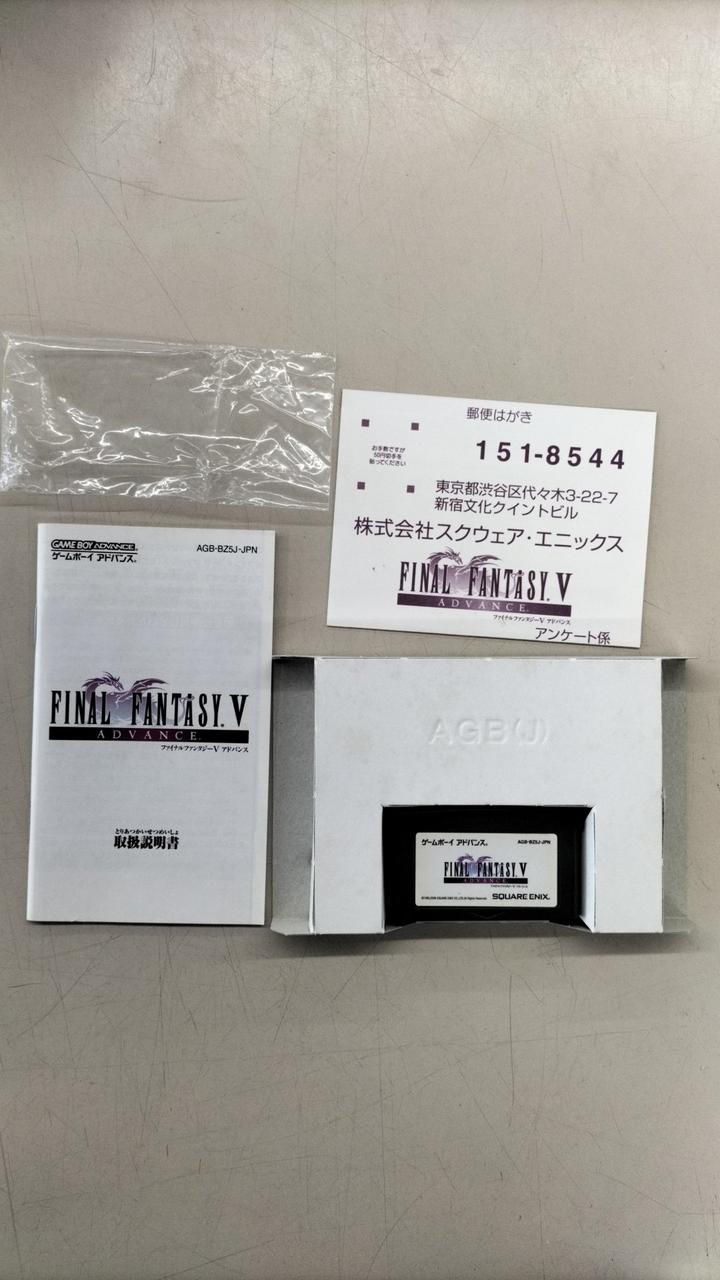 郵便はがき
お手数ですが
50円切手を
貼ってください
151-8544
東京都渋谷区代々木3-22-7
新宿文化クイントビル
株式会社スクウェア・エニックス
FINAL FANTASY V
ADVANCE
ファイナルファンタジーV アドバンス
アンケート係
GAME BOY ADVANCE
ゲームボーイ アドバンス
AGB-BZ5J-JPN
FINAL FANTASY V
ADVANCE
ファイナルファンタジーV アドバンス
とりあつかいせつめいしょ
取扱説明書
AGB(J)
ゲームボーイ アドバンス
AGB-BZ5J-JPN
FINAL FANTASY V
ADVANCE
SQUARE ENIX